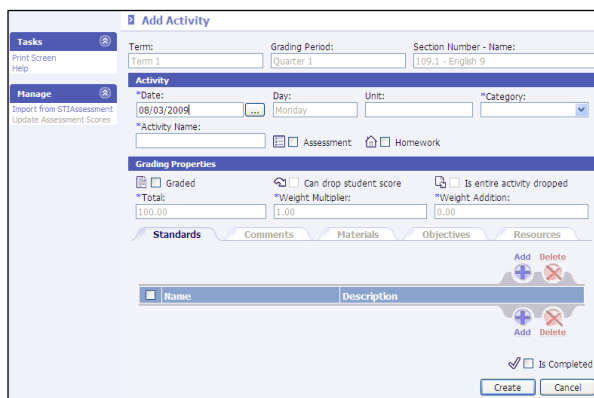 Add Activity
Tasks
Print Screen
Help
Manage
Import from STIAssessment
Update Assessment Scores
Term: Grading Period: Section Number - Name:
Term 1 Quarter 1 109.1 - English 9
Activity
*Date: Day: Unit: *Category:
08/03/2009 ... Monday
*Activity Name:
Assessment Homework
Grading Properties
Graded Can drop student score Is entire activity dropped
*Total: *Weight Multiplier: *Weight Addition:
100.00 1.00 0.00
Standards Comments Materials Objectives Resources
Add Delete
Name Description
Add Delete
Is Completed
Create Cancel